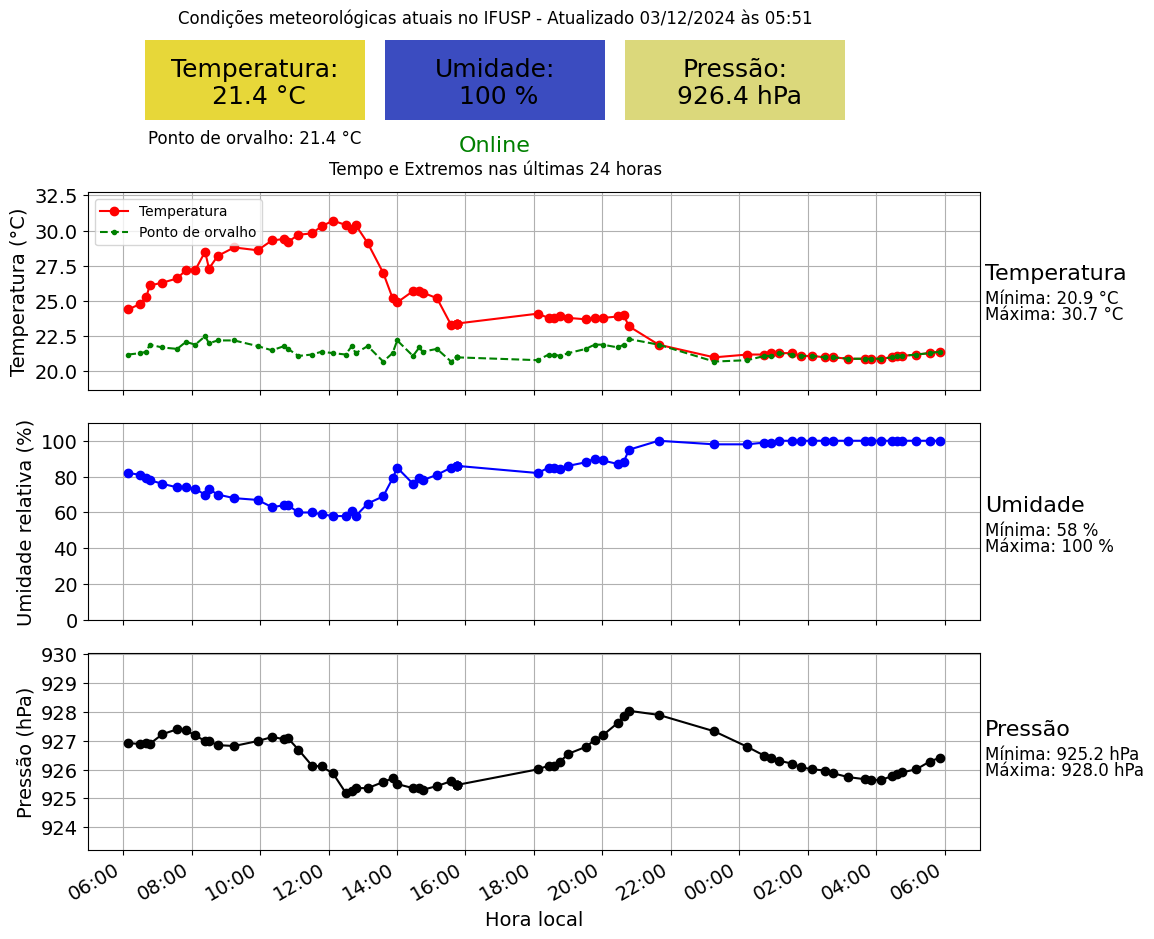 Condições meteorológicas atuais no IFUSP - Atualizado 03/12/2024 às 05:51
Temperatura:
21.4 °C
Umidade:
100 %
Pressão:
926.4 hPa
Ponto de orvalho: 21.4 °C
Online
Tempo e Extremos nas últimas 24 horas
Temperatura (°C)
32.5
30.0
27.5
25.0
22.5
20.0
Temperatura
Ponto de orvalho
Temperatura
Mínima: 20.9 °C
Máxima: 30.7 °C
Umidade relativa (%)
100
80
60
40
20
0
Umidade
Mínima: 58 %
Máxima: 100 %
Pressão (hPa)
930
929
928
927
926
925
924
Pressão
Mínima: 925.2 hPa
Máxima: 928.0 hPa
06:00
08:00
10:00
12:00
14:00
16:00
18:00
20:00
22:00
00:00
02:00
04:00
06:00
Hora local